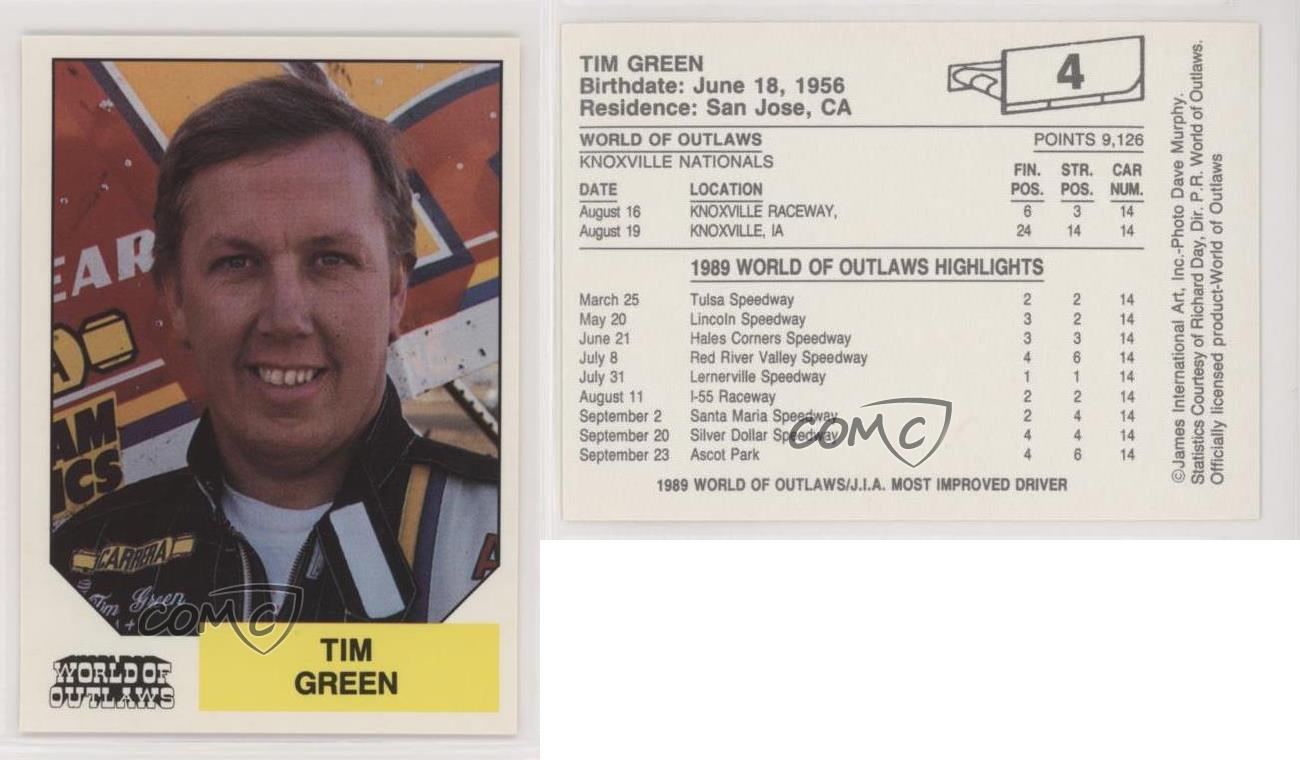 EAR
AM
ICS
CARRERA
Tim Green
COMC
WORLD OF
OUTLAWS
TIM
GREEN
TIM GREEN
Birthdate: June 18, 1956
Residence: San Jose, CA
4
WORLD OF OUTLAWS POINTS 9,126
KNOXVILLE NATIONALS
FIN. STR. CAR
DATE LOCATION POS. POS. NUM.
August 16 KNOXVILLE RACEWAY, 6 3 14
August 19 KNOXVILLE, IA 24 14 14
1989 WORLD OF OUTLAWS HIGHLIGHTS
March 25 Tulsa Speedway 2 2 14
May 20 Lincoln Speedway 3 2 14
June 21 Hales Corners Speedway 3 3 14
July 8 Red River Valley Speedway 4 6 14
July 31 Lernerville Speedway 1 1 14
August 11 I-55 Raceway 2 2 14
September 2 Santa Maria Speedway 2 4 14
September 20 Silver Dollar Speedway 4 4 14
September 23 Ascot Park 4 6 14
COMC
1989 WORLD OF OUTLAWS/J.I.A. MOST IMPROVED DRIVER
©James International Art, Inc.-Photo Dave Murphy.
Statistics Courtesy of Richard Day, Dir. P.R. World of Outlaws.
Officially licensed product-World of Outlaws